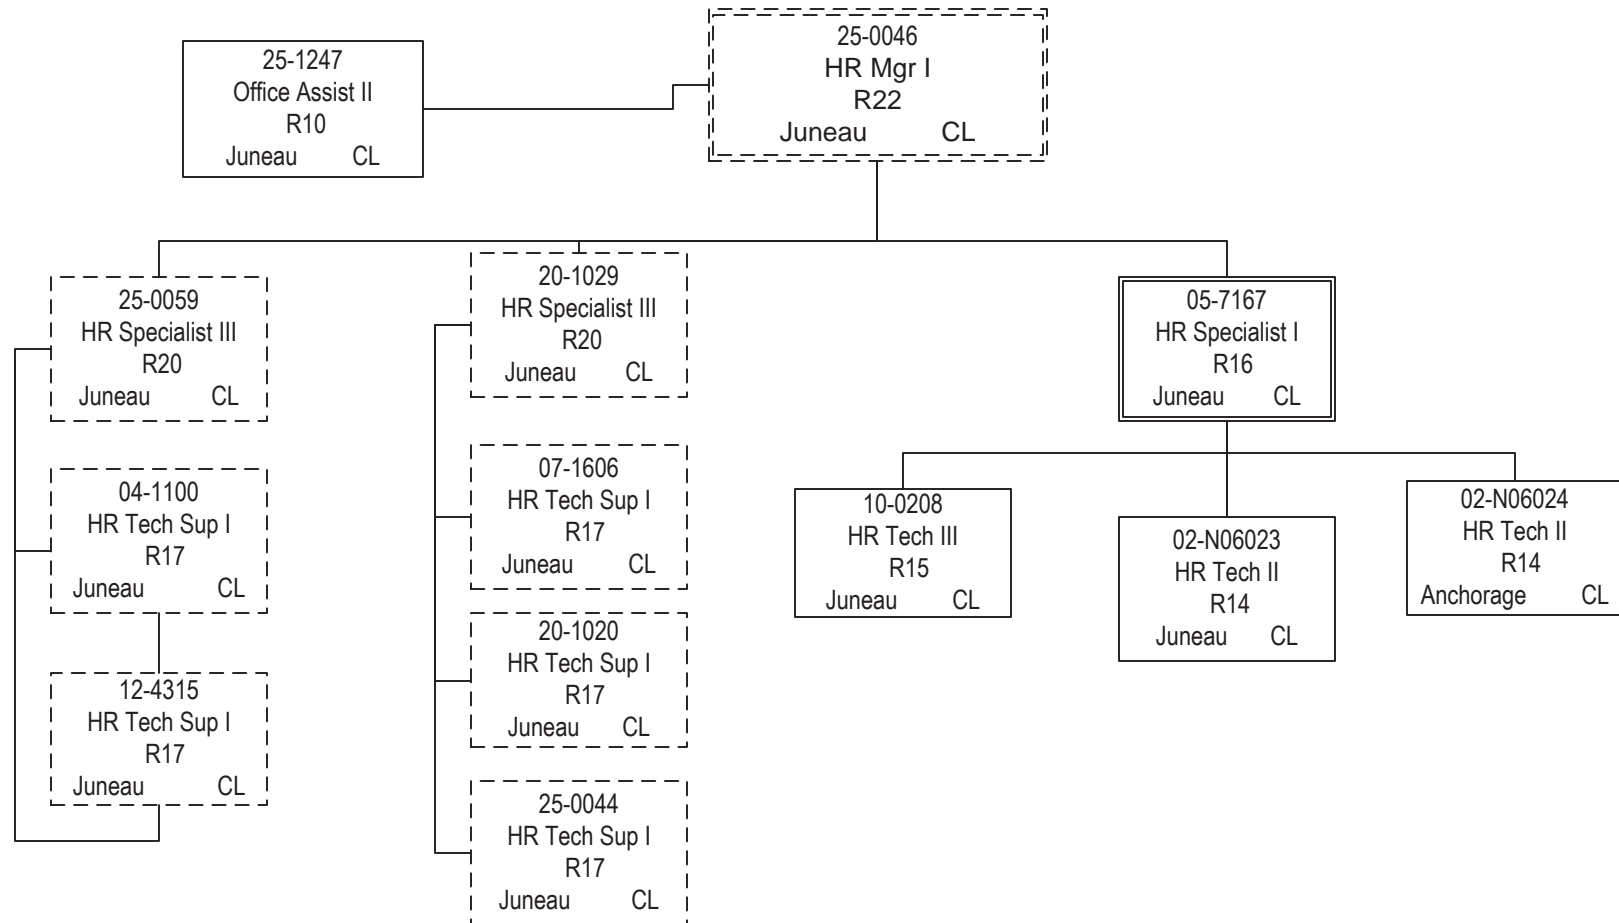 25-1247
Office Assist II
R10
Juneau CL
25-0046
HR Mgr I
R22
Juneau CL
25-0059
HR Specialist III
R20
Juneau CL
04-1100
HR Tech Sup I
R17
Juneau CL
12-4315
HR Tech Sup I
R17
Juneau CL
20-1029
HR Specialist III
R20
Juneau CL
07-1606
HR Tech Sup I
R17
Juneau CL
20-1020
HR Tech Sup I
R17
Juneau CL
25-0044
HR Tech Sup I
R17
Juneau CL
05-7167
HR Specialist I
R16
Juneau CL
10-0208
HR Tech III
R15
Juneau CL
02-N06023
HR Tech II
R14
Juneau CL
02-N06024
HR Tech II
R14
Anchorage CL